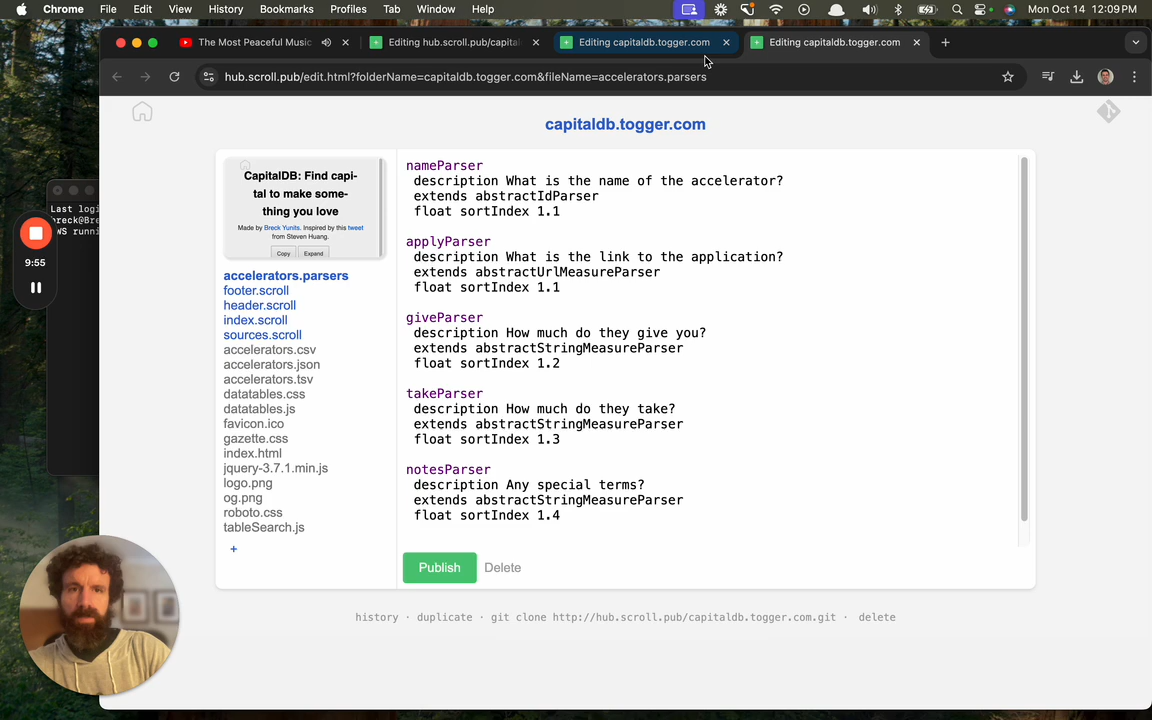 Chrome File Edit View History Bookmarks Profiles Tab Window Help Mon Oct 14 12:09 PM
The Most Peaceful Music
Editing hub.scroll.pub/capital
Editing capitaldb.togger.com
Editing capitaldb.togger.com
hub.scroll.pub/edit.html?folderName=capitaldb.togger.com&fileName=accelerators.parsers
capitaldb.togger.com
Last logi
breck@Bre
WS runni
9:55
CapitalDB: Find capi-
tal to make some-
thing you love
Made by Breck Yunits. Inspired by this tweet
from Steven Huang.
Copy Expand
accelerators.parsers
footer.scroll
header.scroll
index.scroll
sources.scroll
accelerators.csv
accelerators.json
accelerators.tsv
datatables.css
datatables.js
favicon.ico
gazette.css
index.html
jquery-3.7.1.min.js
logo.png
og.png
roboto.css
tableSearch.js
+
nameParser
description What is the name of the accelerator?
extends abstractIdParser
float sortIndex 1.1
applyParser
description What is the link to the application?
extends abstractUrlMeasureParser
float sortIndex 1.1
giveParser
description How much do they give you?
extends abstractStringMeasureParser
float sortIndex 1.2
takeParser
description How much do they take?
extends abstractStringMeasureParser
float sortIndex 1.3
notesParser
description Any special terms?
extends abstractStringMeasureParser
float sortIndex 1.4
Publish Delete
history · duplicate · git clone http://hub.scroll.pub/capitaldb.togger.com.git · delete